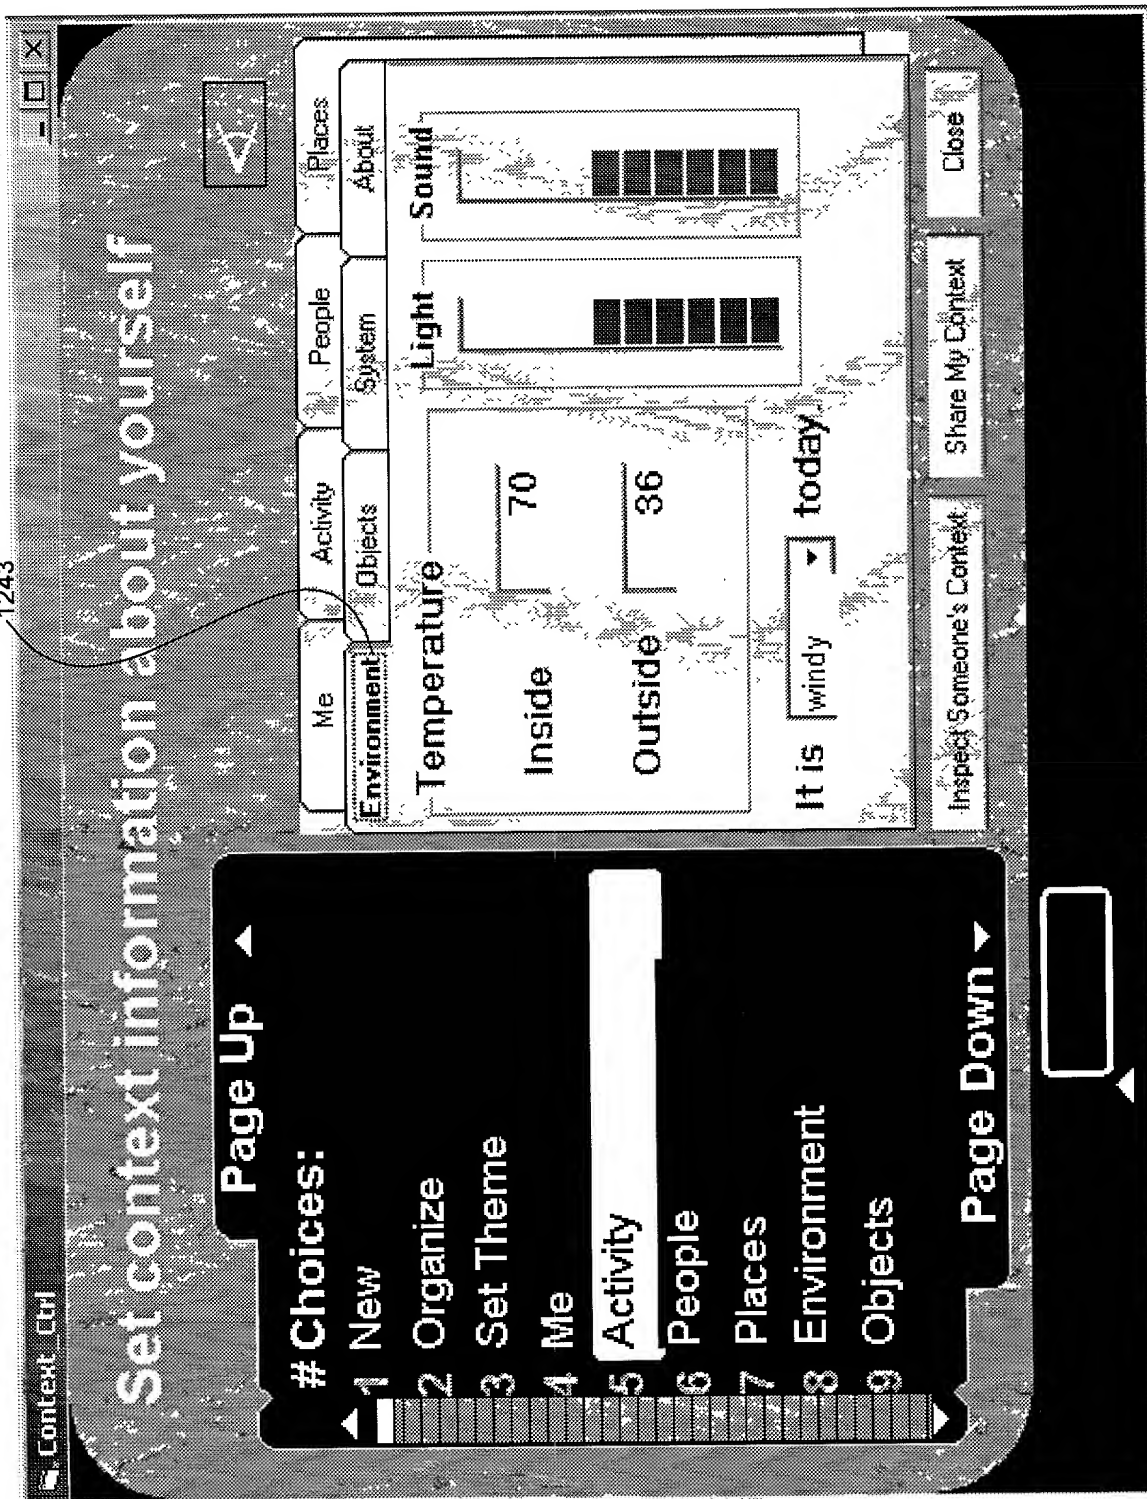 1243
Context_Ctrl
Set context information about yourself
Page Up
# Choices:
1 New
2 Organize
3 Set Theme
4 Me
5 Activity
6 People
7 Places
8 Environment
9 Objects
Page Down
Me Activity People Places
Environment Objects System About
Temperature
Inside 70
Outside 36
Light
Sound
It is windy today.
Inspect Someone's Context
Share My Context
Close